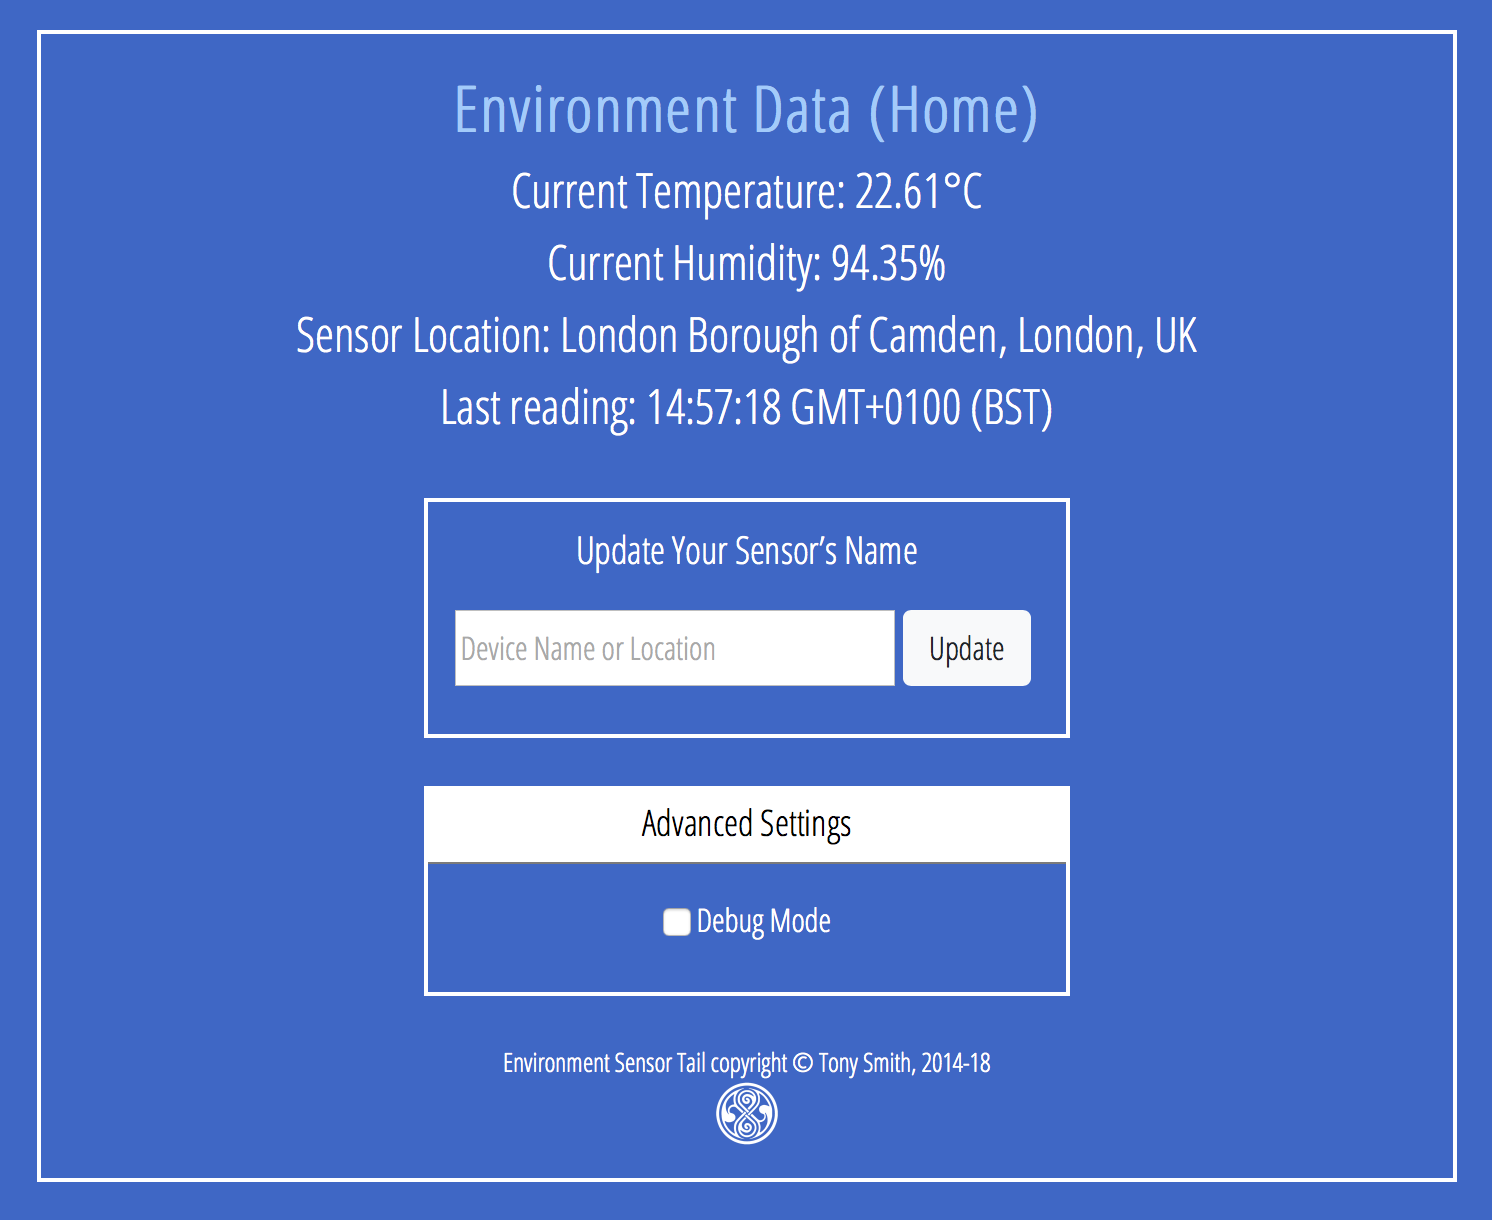 Environment Data (Home)
Current Temperature: 22.61°C
Current Humidity: 94.35%
Sensor Location: London Borough of Camden, London, UK
Last reading: 14:57:18 GMT+0100 (BST)
Update Your Sensor’s Name
Device Name or Location Update
Advanced Settings
Debug Mode
Environment Sensor Tail copyright © Tony Smith, 2014-18